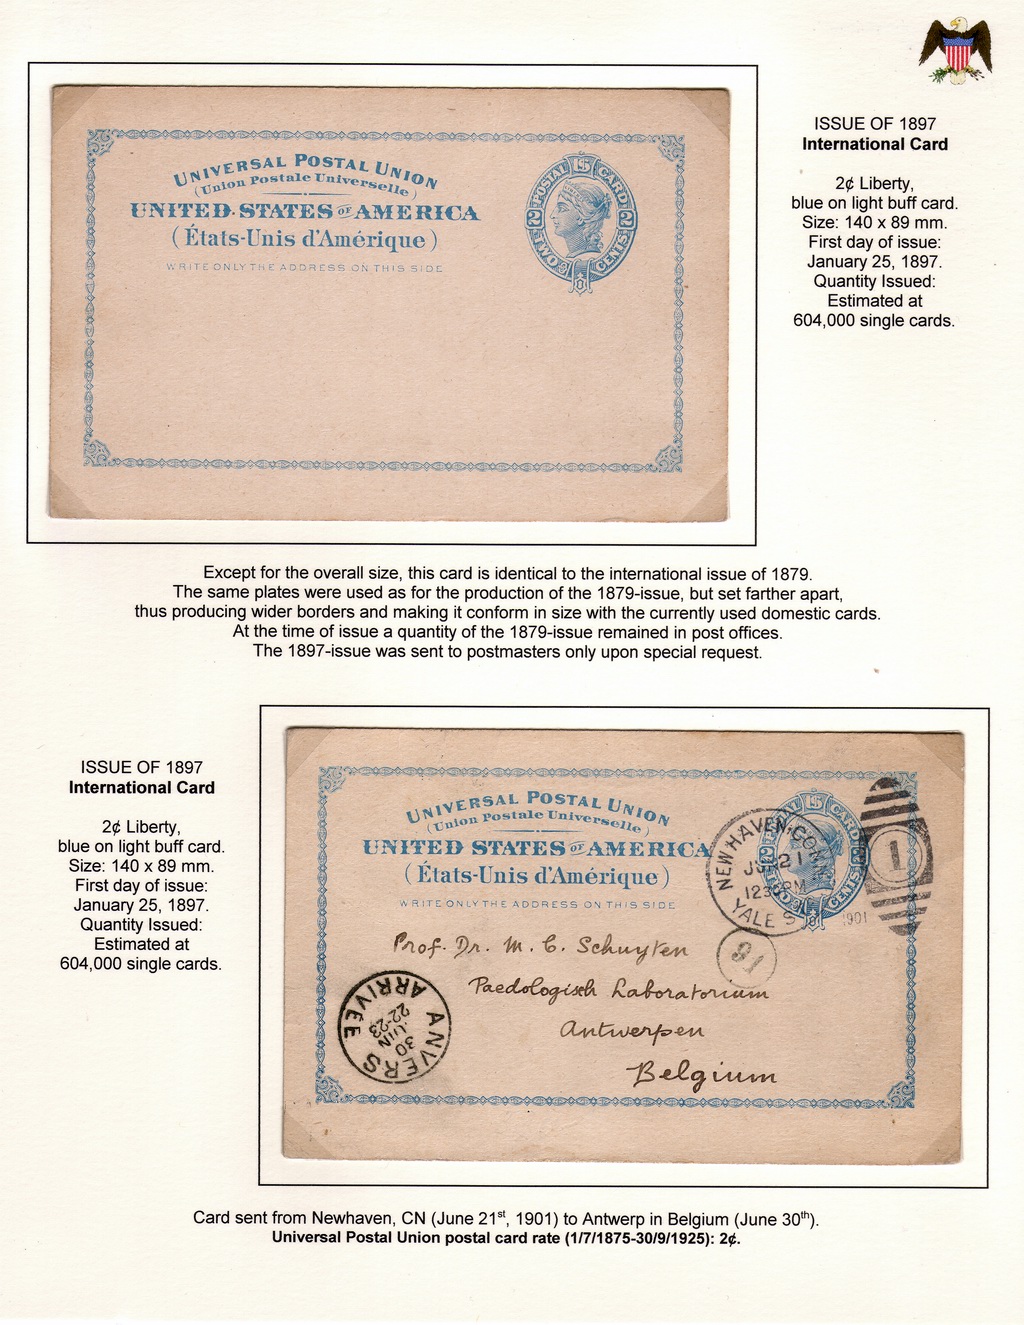 ISSUE OF 1897
International Card
2¢ Liberty,
blue on light buff card.
Size: 140 x 89 mm.
First day of issue:
January 25, 1897.
Quantity Issued:
Estimated at
604,000 single cards.
UNIVERSAL POSTAL UNION
(Union Postale Universelle)
UNITED STATES OF AMERICA
(États-Unis d'Amérique)
WRITE ONLY THE ADDRESS ON THIS SIDE
POSTAL CARD
U S
2 2
TWO CENTS
Except for the overall size, this card is identical to the international issue of 1879.
The same plates were used as for the production of the 1879-issue, but set farther apart,
thus producing wider borders and making it conform in size with the currently used domestic cards.
At the time of issue a quantity of the 1879-issue remained in post offices.
The 1897-issue was sent to postmasters only upon special request.
ISSUE OF 1897
International Card
2¢ Liberty,
blue on light buff card.
Size: 140 x 89 mm.
First day of issue:
January 25, 1897.
Quantity Issued:
Estimated at
604,000 single cards.
UNIVERSAL POSTAL UNION
(Union Postale Universelle)
UNITED STATES OF AMERICA
(États-Unis d'Amérique)
WRITE ONLY THE ADDRESS ON THIS SIDE
NEW HAVEN, CONN.
JUN 21
YALE
1901
1
Prof. Dr. M. C. Schuyten
Paedologisch Laboratorium
Antwerpen
Belgium
ANVERS
30
JUIN
22-23
ARRIVÉE
Card sent from Newhaven, CN (June 21st, 1901) to Antwerp in Belgium (June 30th).
Universal Postal Union postal card rate (1/7/1875-30/9/1925): 2¢.